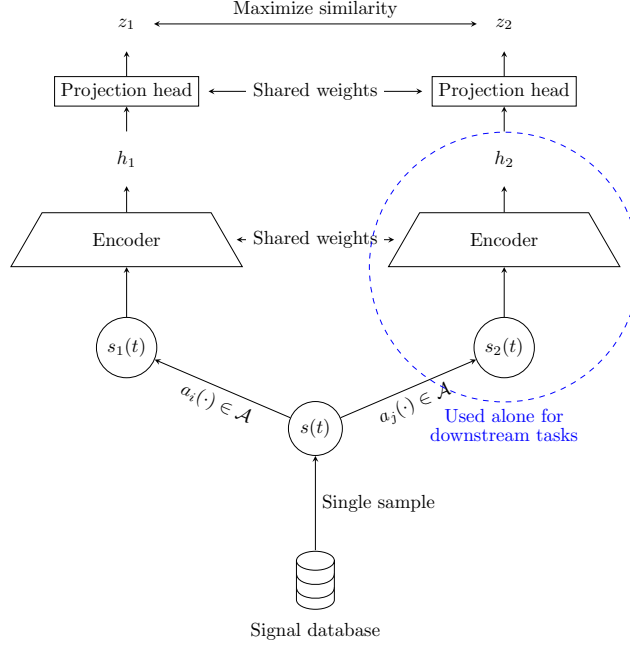 z₁ Maximize similarity z₂
Projection head Shared weights Projection head
h₁ h₂
Encoder Shared weights Encoder
s₁(t) s₂(t)
aᵢ(·) ∈ 𝒜 aⱼ(·) ∈ 𝒜
s(t)
Used alone for
downstream tasks
Single sample
Signal database